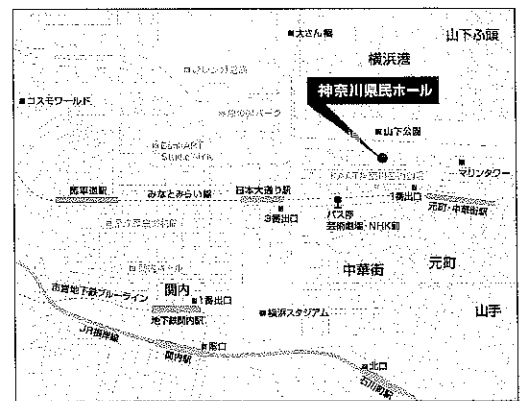 大さん橋
山下ふ頭
横浜港
コスモワールド
神奈川県民ホール
山下公園
マリンタワー
馬車道駅
みなとみらい線
日本大通り駅
3番出口
バス停
芸術劇場・NHK前
1番出口
元町・中華街駅
中華街
元町
山手
市営地下鉄ブルーライン
関内
1番出口
地下鉄関内駅
横浜スタジアム
JR根岸線
関内駅
南口
北口
石川町駅